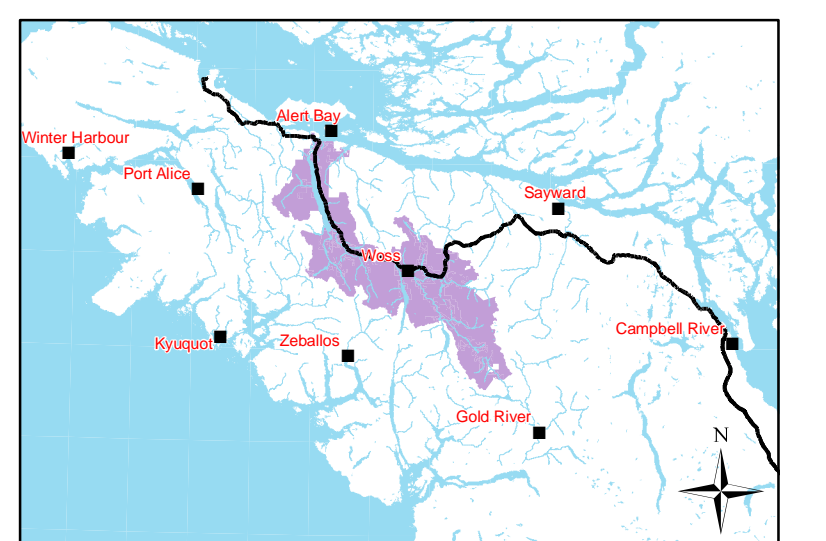 Alert Bay
Winter Harbour
Port Alice
Sayward
Woss
Campbell River
Kyuquot
Zeballos
Gold River
N